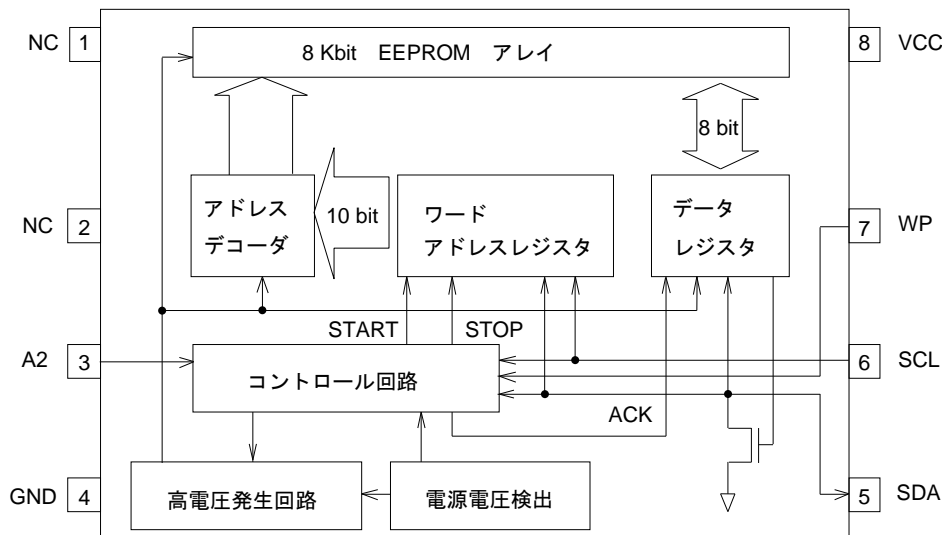 NC 1
8 Kbit EEPROM アレイ
8 VCC
8 bit
NC 2
アドレス
デコーダ
10 bit
ワード
アドレスレジスタ
データ
レジスタ
7 WP
START
STOP
A2 3
コントロール回路
6 SCL
ACK
GND 4
高電圧発生回路
電源電圧検出
5 SDA